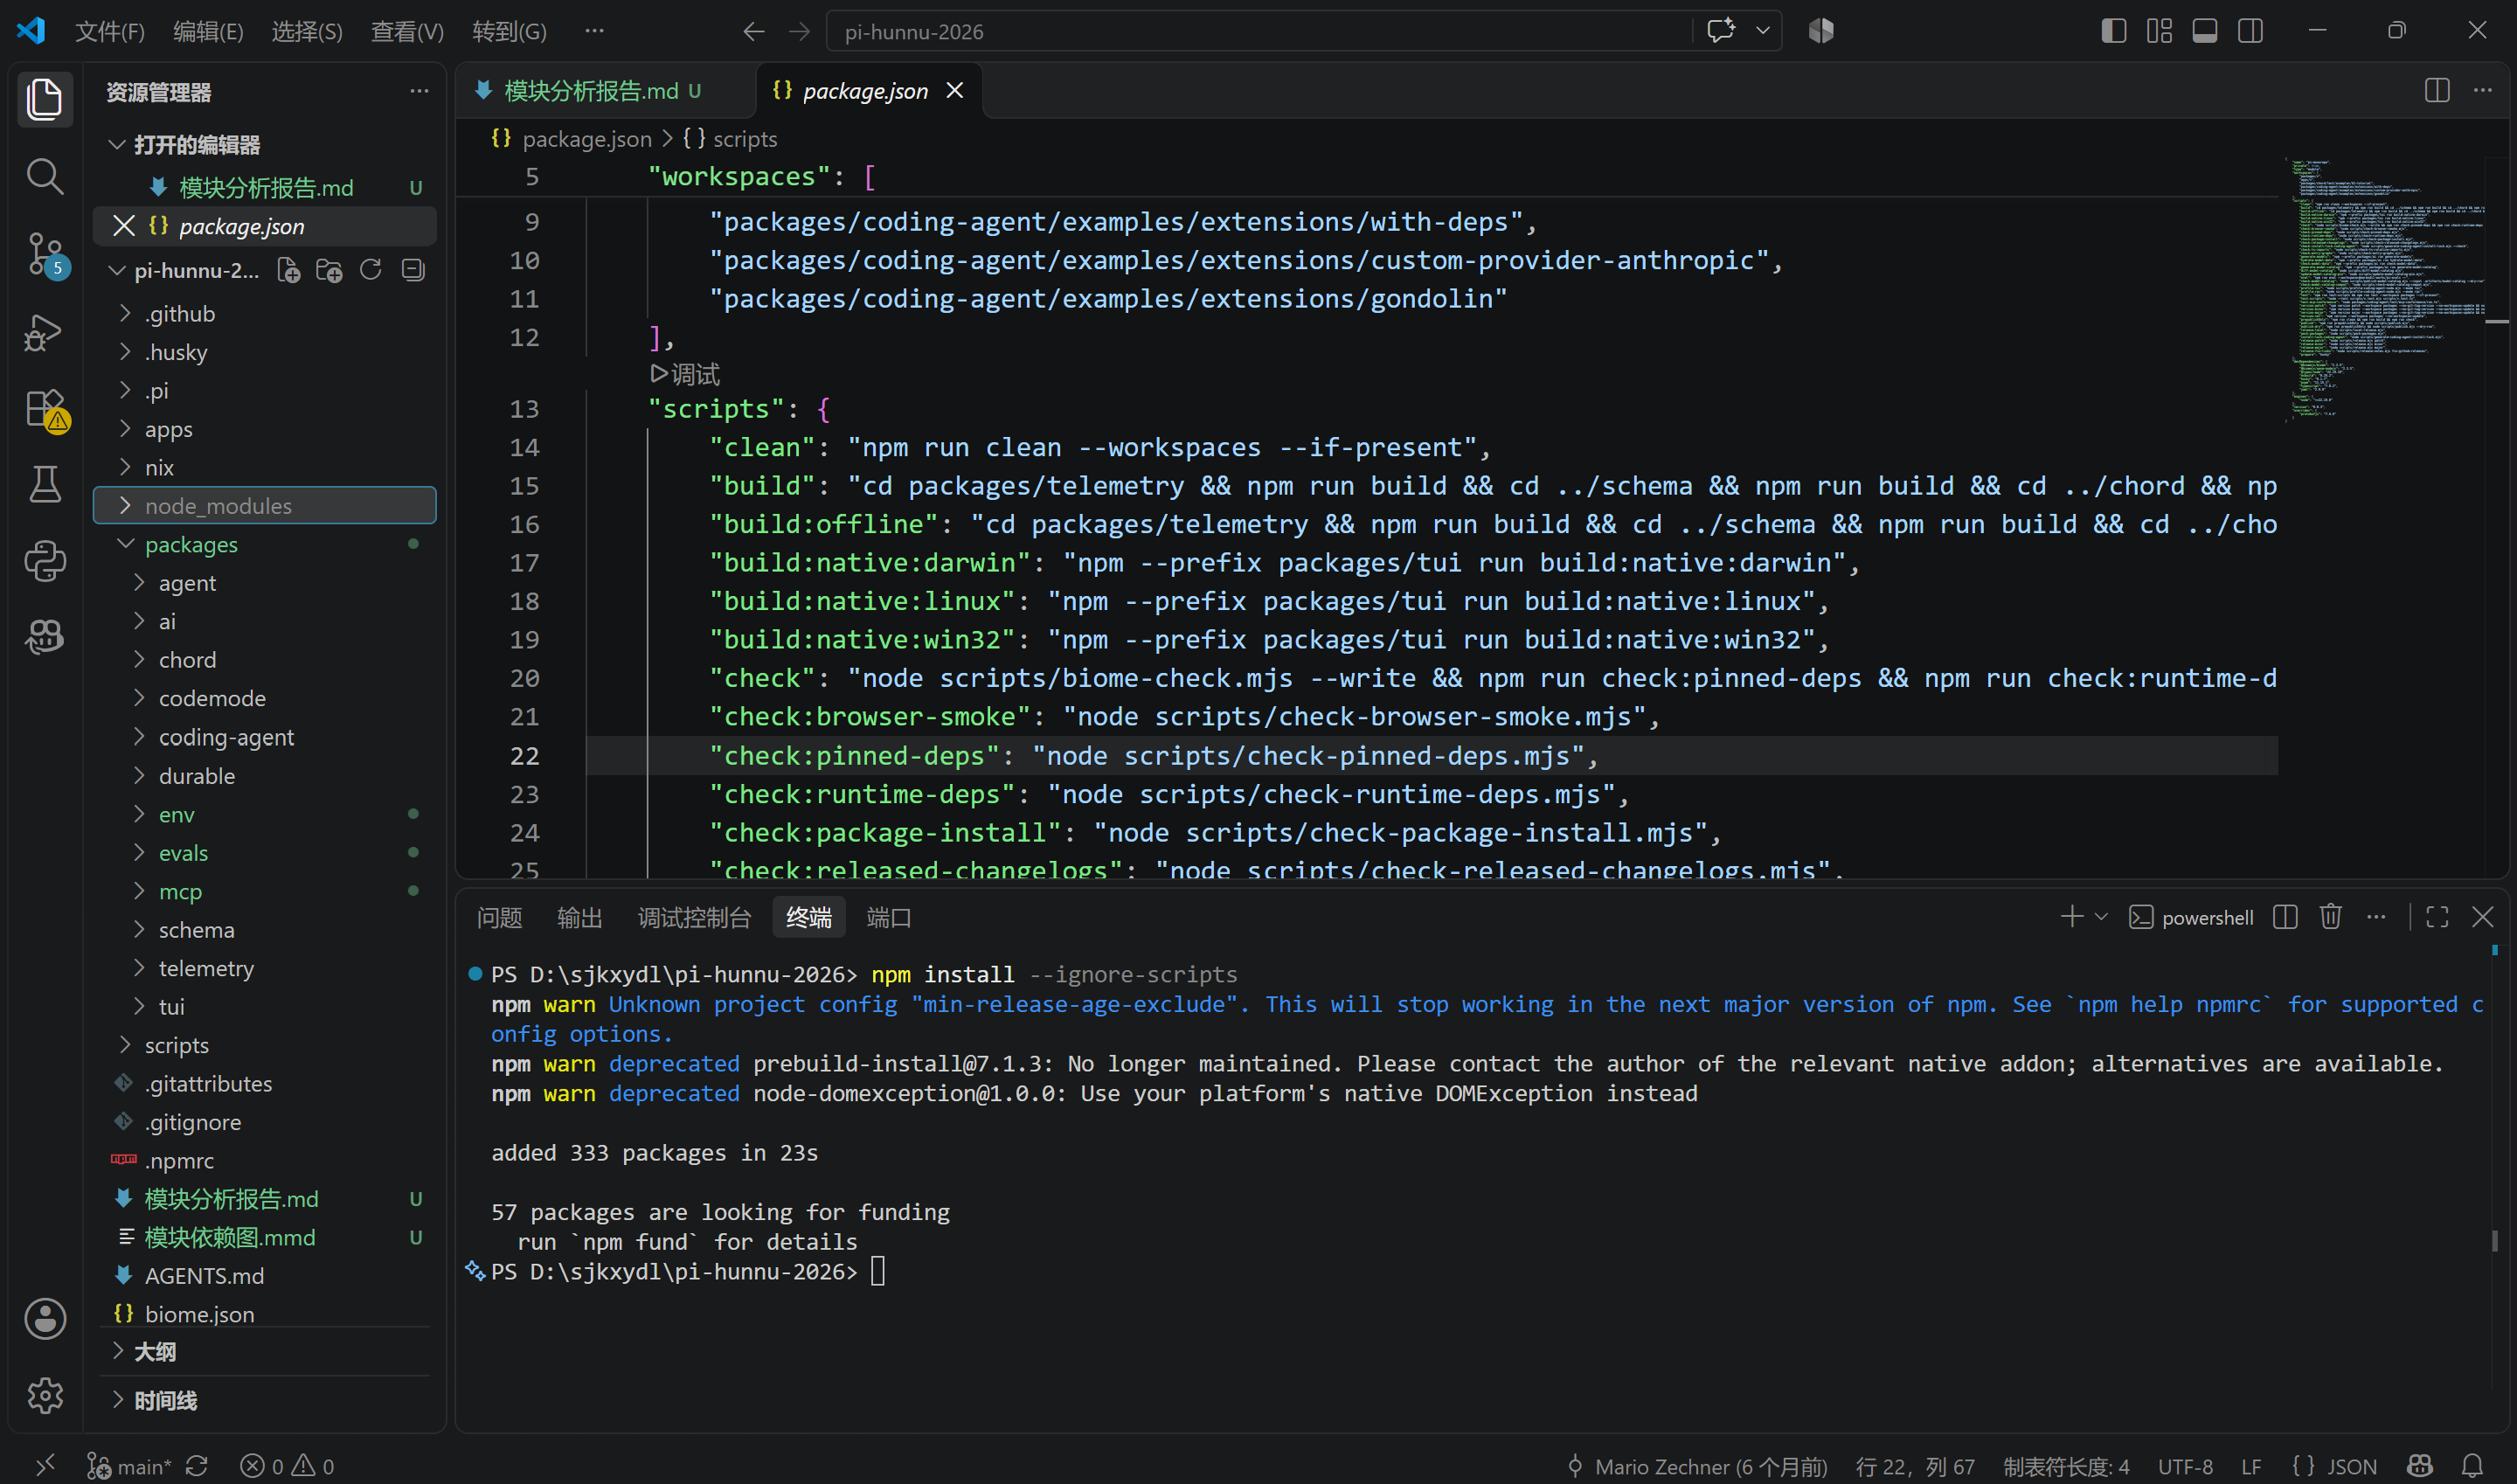 文件(F) 编辑(E) 选择(S) 查看(V) 转到(G) ··· pi-hunnu-2026
资源管理器 ···
打开的编辑器
模块分析报告.md U
package.json
pi-hunnu-2...
.github
.husky
.pi
apps
nix
node_modules
packages
agent
ai
chord
codemode
coding-agent
durable
env
evals
mcp
schema
telemetry
tui
scripts
.gitattributes
.gitignore
npm .npmrc
模块分析报告.md U
模块依赖图.mmd U
AGENTS.md
{} biome.json
大纲
时间线
5
模块分析报告.md U {} package.json
{} package.json > { } scripts
5 "workspaces": [
9 "packages/coding-agent/examples/extensions/with-deps",
10 "packages/coding-agent/examples/extensions/custom-provider-anthropic",
11 "packages/coding-agent/examples/extensions/gondolin"
12 ],
调试
13 "scripts": {
14 "clean": "npm run clean --workspaces --if-present",
15 "build": "cd packages/telemetry && npm run build && cd ../schema && npm run build && cd ../chord && np
16 "build:offline": "cd packages/telemetry && npm run build && cd ../schema && npm run build && cd ../cho
17 "build:native:darwin": "npm --prefix packages/tui run build:native:darwin",
18 "build:native:linux": "npm --prefix packages/tui run build:native:linux",
19 "build:native:win32": "npm --prefix packages/tui run build:native:win32",
20 "check": "node scripts/biome-check.mjs --write && npm run check:pinned-deps && npm run check:runtime-d
21 "check:browser-smoke": "node scripts/check-browser-smoke.mjs",
22 "check:pinned-deps": "node scripts/check-pinned-deps.mjs",
23 "check:runtime-deps": "node scripts/check-runtime-deps.mjs",
24 "check:package-install": "node scripts/check-package-install.mjs",
25 "check:released-changelogs": "node scripts/check-released-changelogs.mjs",
问题 输出 调试控制台 终端 端口 powershell
PS D:\sjkxydl\pi-hunnu-2026> npm install --ignore-scripts
npm warn Unknown project config "min-release-age-exclude". This will stop working in the next major version of npm. See `npm help npmrc` for supported c
onfig options.
npm warn deprecated prebuild-install@7.1.3: No longer maintained. Please contact the author of the relevant native addon; alternatives are available.
npm warn deprecated node-domexception@1.0.0: Use your platform's native DOMException instead
added 333 packages in 23s
57 packages are looking for funding
run `npm fund` for details
PS D:\sjkxydl\pi-hunnu-2026>
main* 0 0 Mario Zechner (6 个月前) 行 22，列 67 制表符长度: 4 UTF-8 LF { } JSON